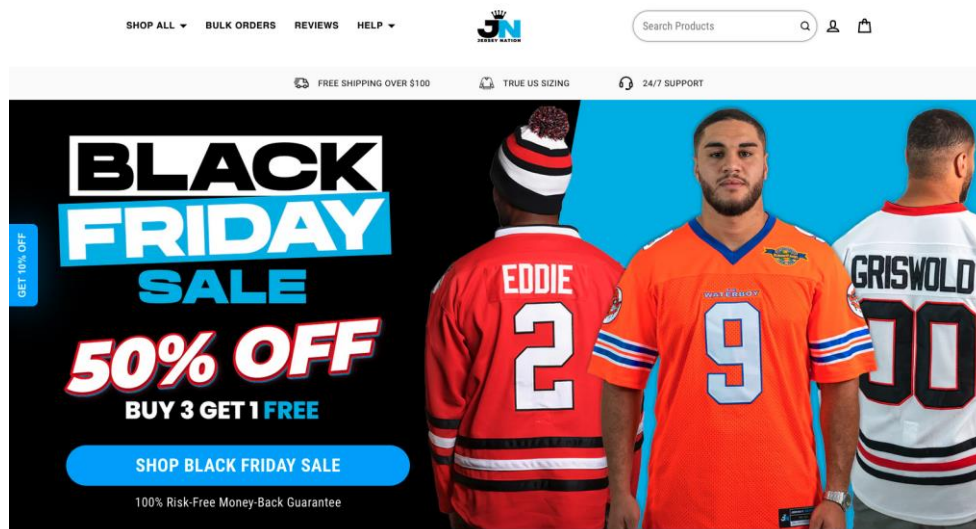 SHOP ALL
BULK ORDERS
REVIEWS
HELP
JN
JERSEY NATION
Search Products
FREE SHIPPING OVER $100
TRUE US SIZING
24/7 SUPPORT
GET 10% OFF
BLACK
FRIDAY
SALE
50% OFF
BUY 3 GET 1 FREE
SHOP BLACK FRIDAY SALE
100% Risk-Free Money-Back Guarantee
EDDIE
2
WATERBOY
9
GRISWOLD
00